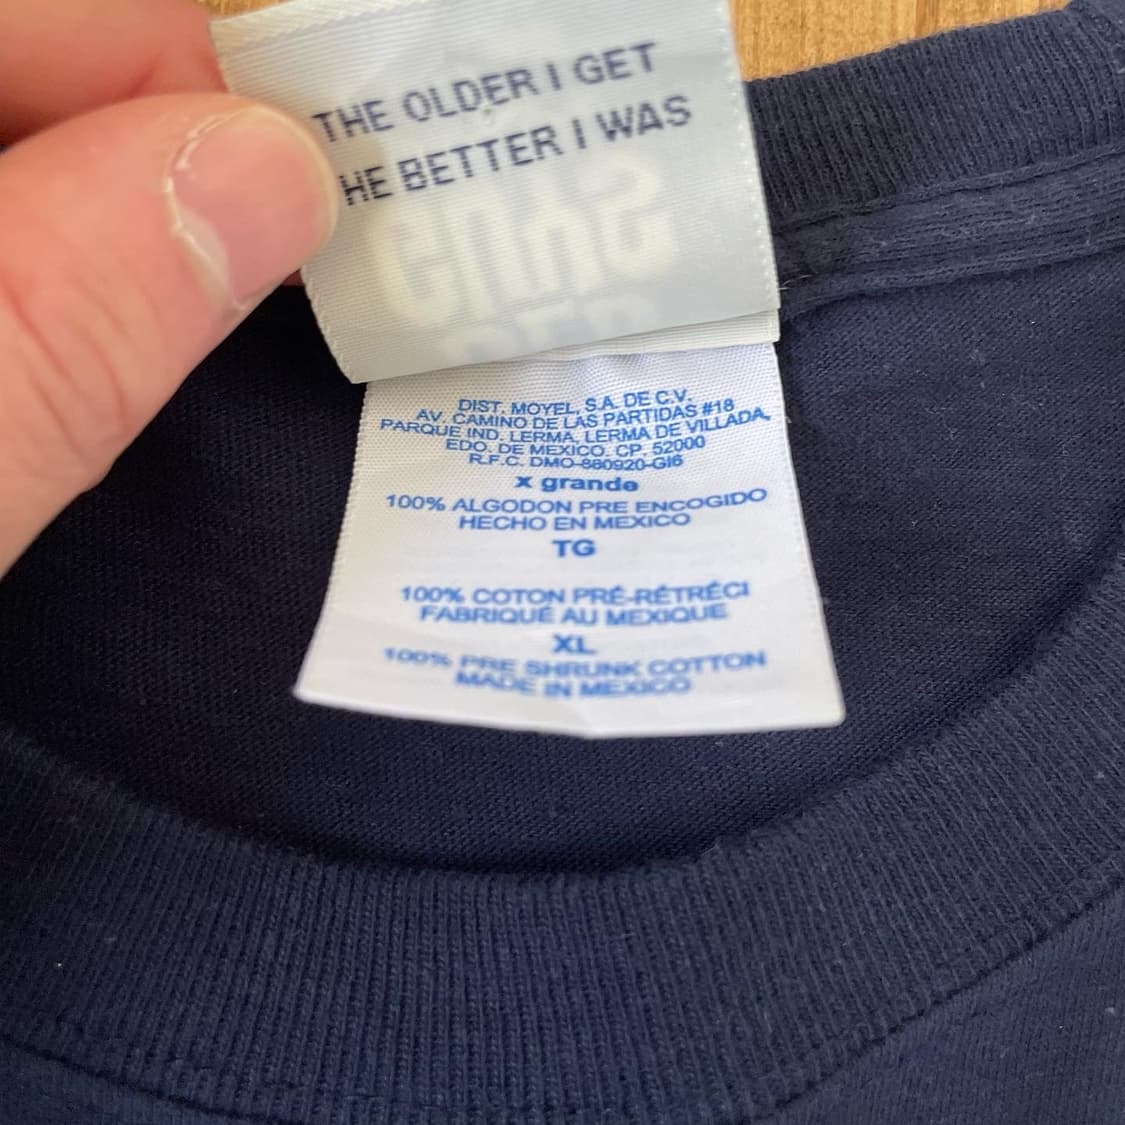 THE OLDER I GET
HE BETTER I WAS
DIST. MOYEL, S.A. DE C.V.
AV. CAMINO DE LAS PARTIDAS #18
PARQUE IND. LERMA, LERMA DE VILLADA,
EDO. DE MEXICO. CP. 52000
R.F.C. DMO-880920-GI6
x grande
100% ALGODON PRE ENCOGIDO
HECHO EN MEXICO
TG
100% COTON PRÉ-RÉTRÉCI
FABRIQUÉ AU MEXIQUE
XL
100% PRE SHRUNK COTTON
MADE IN MEXICO